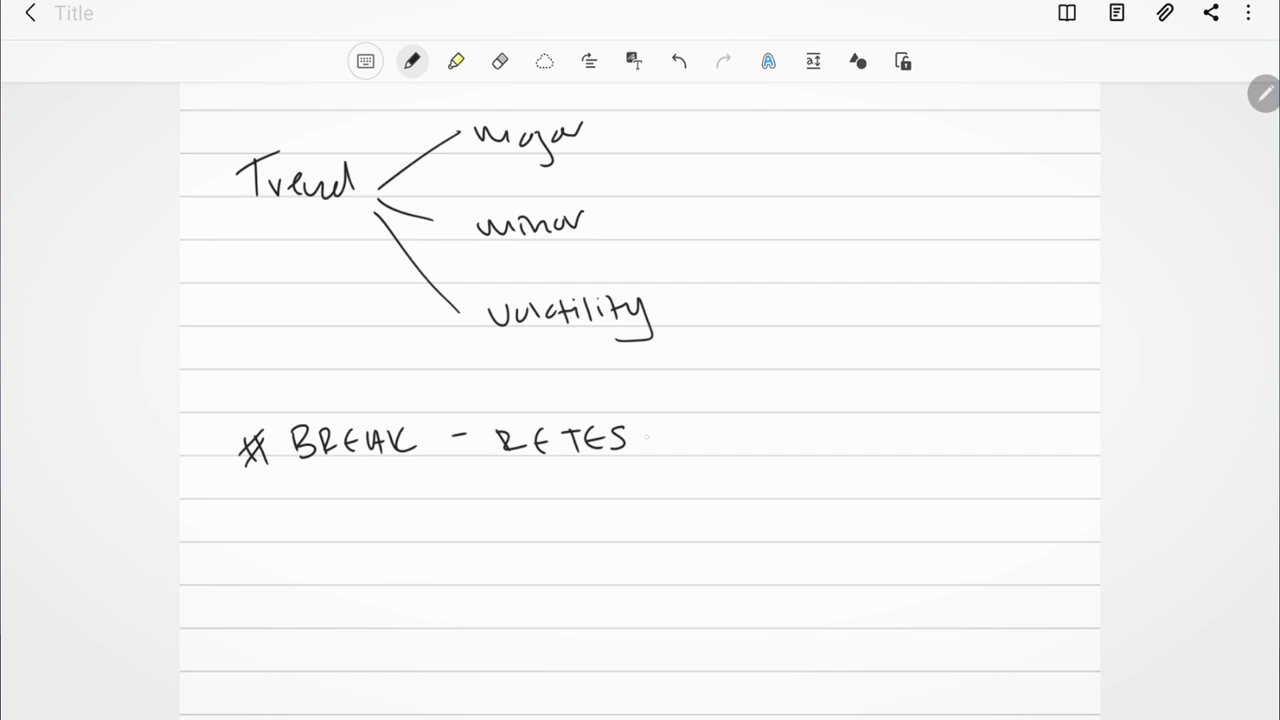 Title
major
Trend
minor
volatility
# BREAK - RETES